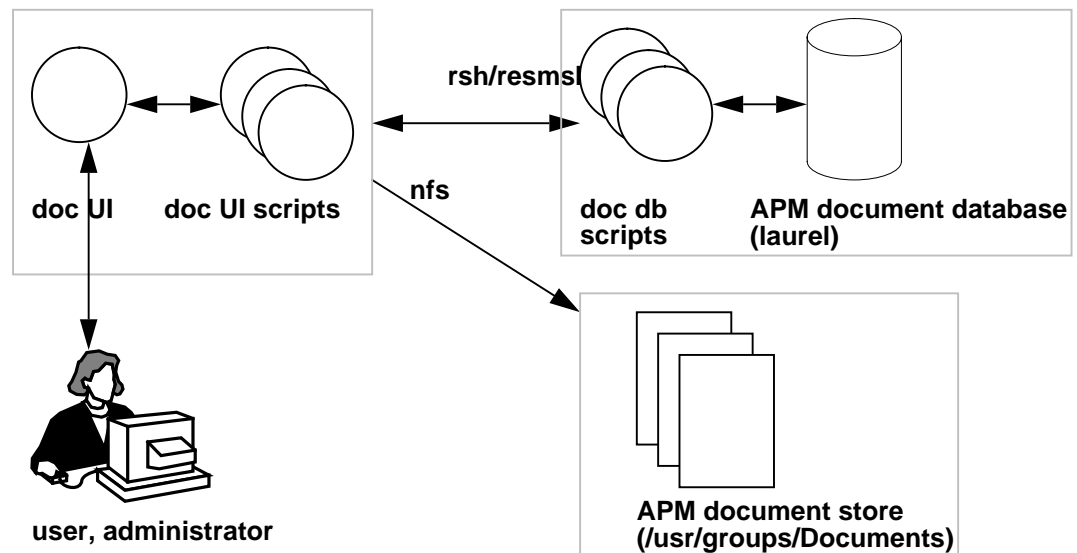 rsh/resmsl
nfs
doc UI
doc UI scripts
doc db
scripts
APM document database
(laurel)
user, administrator
APM document store
(/usr/groups/Documents)